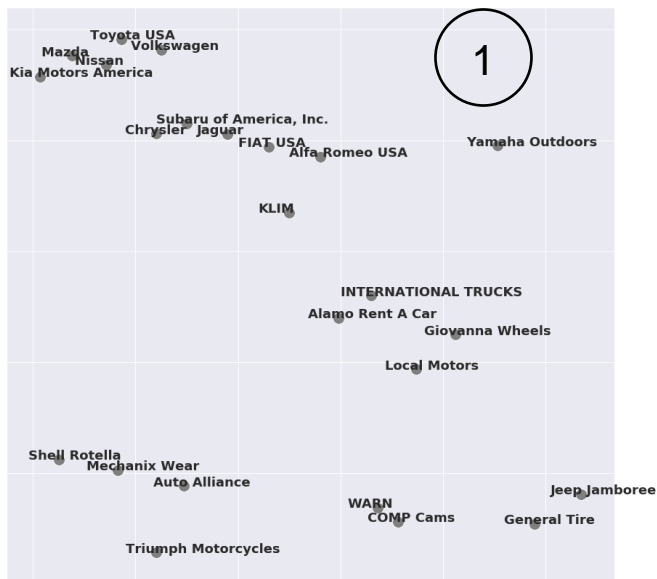 Toyota USA
Volkswagen
Mazda
Nissan
Kia Motors America
1
Subaru of America, Inc.
Chrysler
Jaguar
FIAT USA
Alfa Romeo USA
Yamaha Outdoors
KLIM
INTERNATIONAL TRUCKS
Alamo Rent A Car
Giovanna Wheels
Local Motors
Shell Rotella
Mechanix Wear
Auto Alliance
Jeep Jamboree
WARN
COMP Cams
General Tire
Triumph Motorcycles